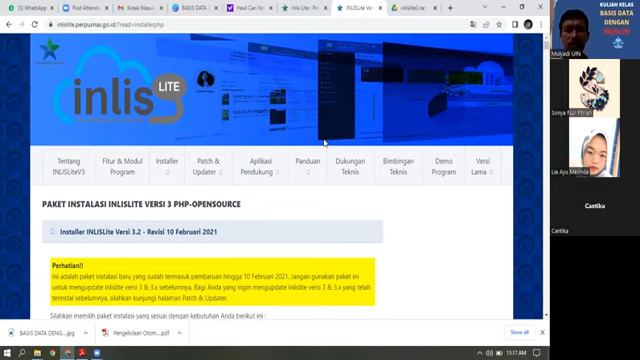 (5) WhatsApp
Post Attende
Kotak Masuk
BASIS DATA D
Hasil Cari Ya
Inlis Lite : Pe
INLISLite Ver
inlislite3.rar
inlislite.perpusnas.go.id/?read=installerphp
inlis
LITE
Tentang INLISLiteV3
Fitur & Modul Program
Installer
Patch & Updater
Aplikasi Pendukung
Panduan
Dukungan Teknis
Bimbingan Teknis
Demo Program
Versi Lama
PAKET INSTALASI INLISLITE VERSI 3 PHP-OPENSOURCE
Installer INLISLite Versi 3.2 - Revisi 10 Februari 2021
Perhatian!!
Ini adalah paket instalasi baru yang sudah termasuk pembaruan hingga 10 Februari 2021. Jangan gunakan paket ini
untuk mengupdate inlislite versi 3 & 3.x sebelumnya. Bagi Anda yang ingin mengupdate inlislite versi 3 & 3.x yang telah
terinstal sebelumnya, silahkan kunjungi halaman Patch & Updater.
Silahkan memilih paket instalasi yang sesuai dengan kebutuhan Anda berikut ini :
BASIS DATA DENG....jpg
Pengelolaan Otom....pdf
Show all
11:17 AM
KULIAH KELAS
BASIS DATA
DENGAN
Mulyadi UIN
Sonya Nur Fitriah
Lia Ayu Melinda
Cantika
Cantika